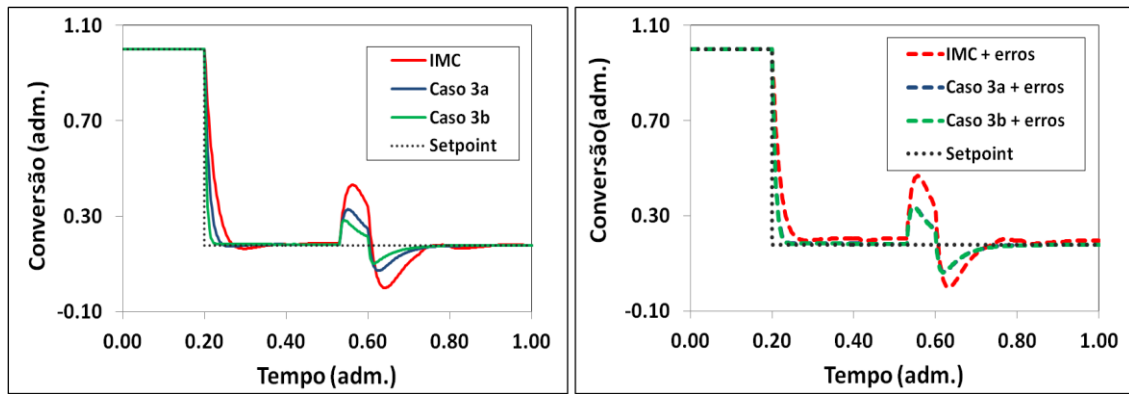 1.10
0.70
0.30
-0.10
Conversão (adm.)
IMC
Caso 3a
Caso 3b
Setpoint
0.00 0.20 0.40 0.60 0.80 1.00
Tempo (adm.)
1.10
0.70
0.30
-0.10
Conversão (adm.)
IMC + erros
Caso 3a + erros
Caso 3b + erros
Setpoint
0.00 0.20 0.40 0.60 0.80 1.00
Tempo (adm.)